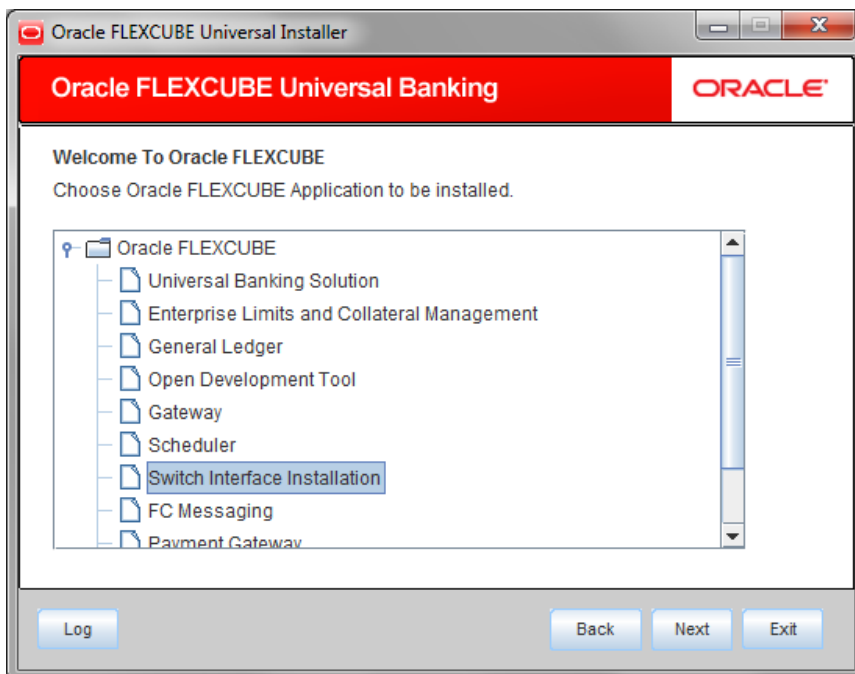 Oracle FLEXCUBE Universal Installer
Oracle FLEXCUBE Universal Banking
ORACLE
Welcome To Oracle FLEXCUBE
Choose Oracle FLEXCUBE Application to be installed.
Oracle FLEXCUBE
Universal Banking Solution
Enterprise Limits and Collateral Management
General Ledger
Open Development Tool
Gateway
Scheduler
Switch Interface Installation
FC Messaging
Payment Gateway
Log Back Next Exit